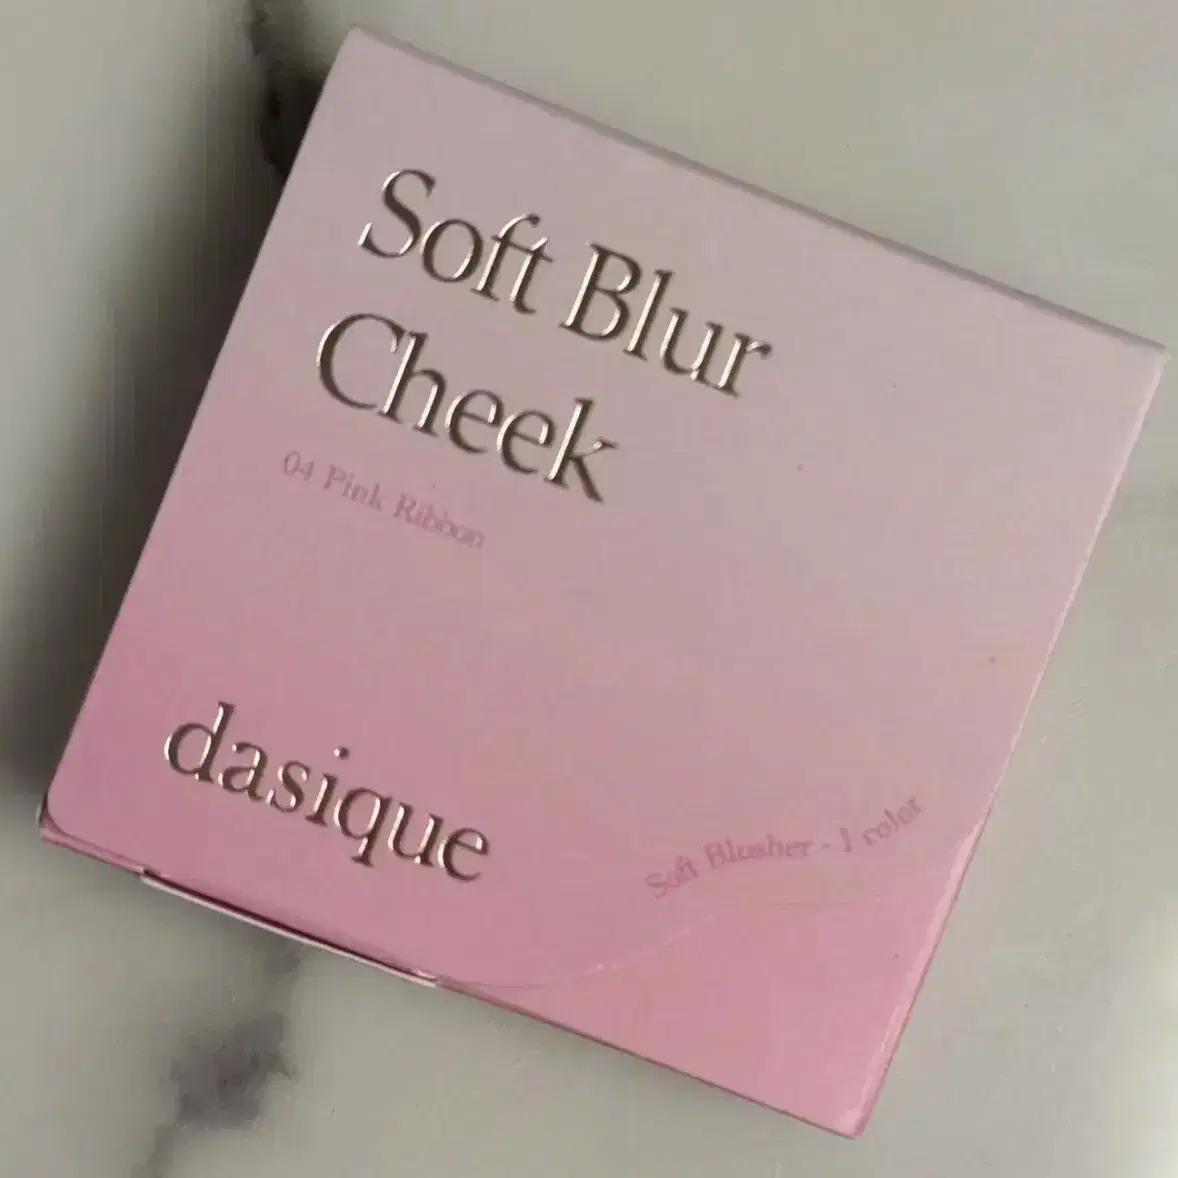 Soft Blur
Cheek
04 Pink Ribbon
dasique
Soft Blusher - 1 color